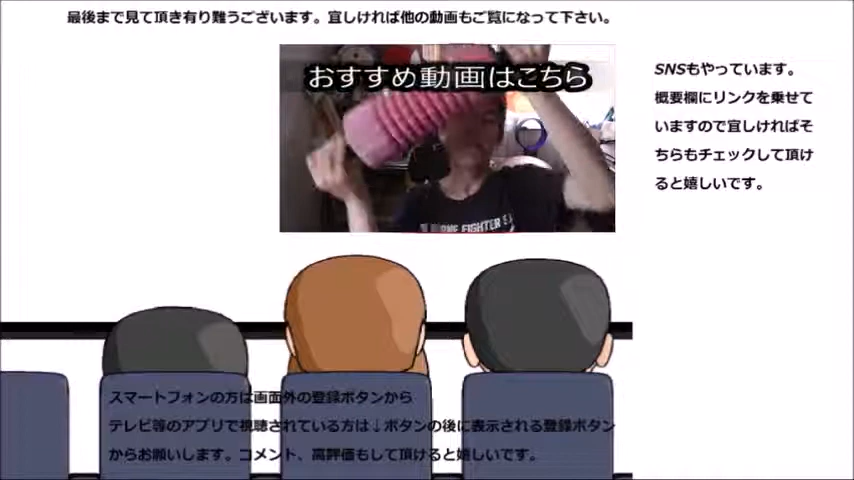 最後まで見て頂き有り難うございます。宜しければ他の動画もご覧になって下さい。
おすすめ動画はこちら
SNSもやっています。
概要欄にリンクを乗せて
いますので宜しければそ
ちらもチェックして頂け
ると嬉しいです。
FIGHTER
スマートフォンの方は画面外の登録ボタンから
テレビ等のアプリで視聴されている方は↓ボタンの後に表示される登録ボタン
からお願いします。コメント、高評価もして頂けると嬉しいです。